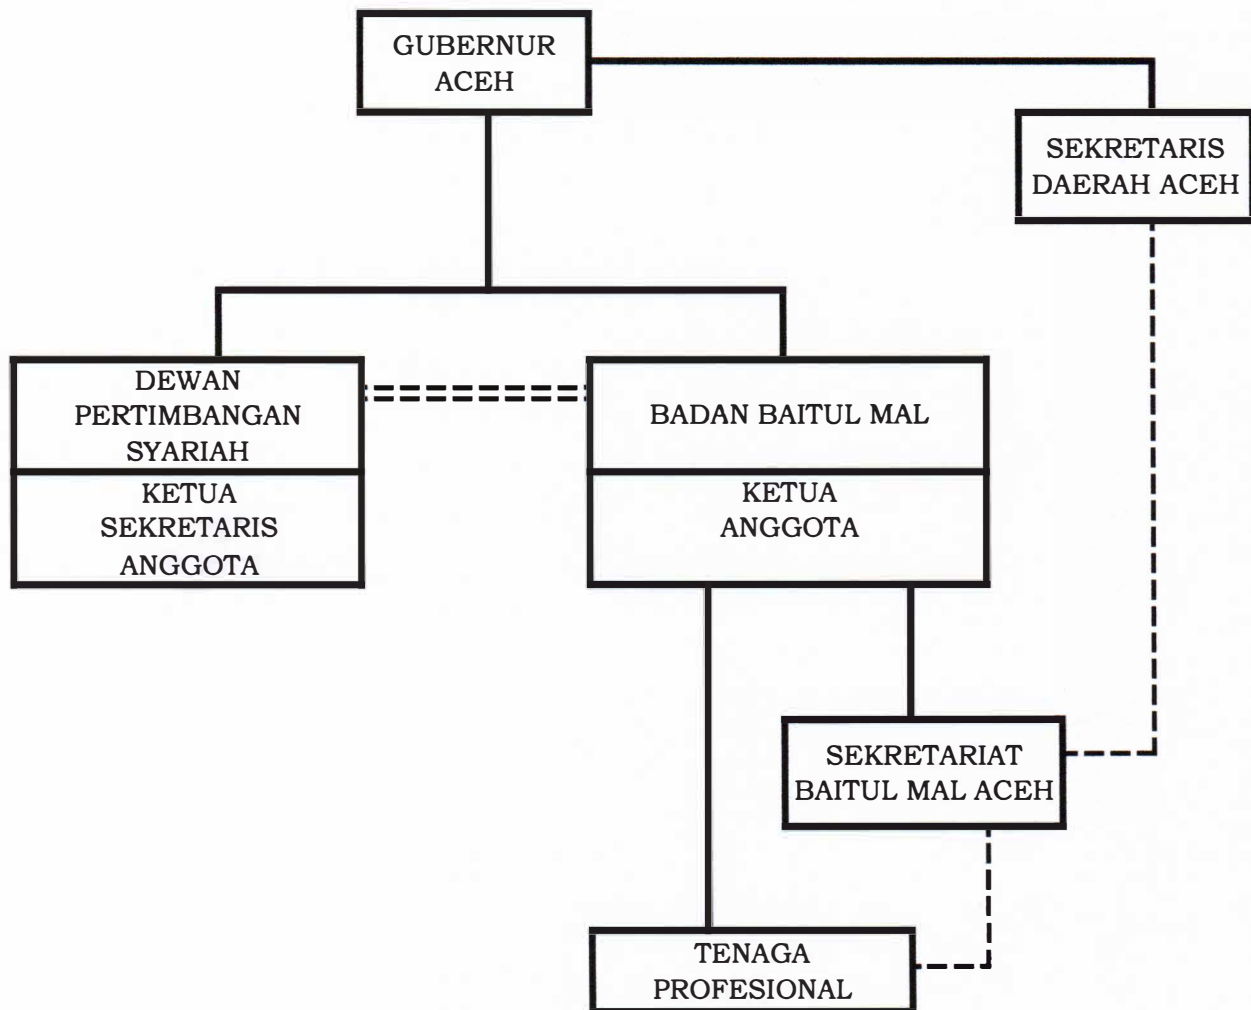 GUBERNUR
ACEH
SEKRETARIS
DAERAH ACEH
DEWAN
PERTIMBANGAN
SYARIAH
KETUA
SEKRETARIS
ANGGOTA
BADAN BAITUL MAL
KETUA
ANGGOTA
SEKRETARIAT
BAITUL MAL ACEH
TENAGA
PROFESIONAL